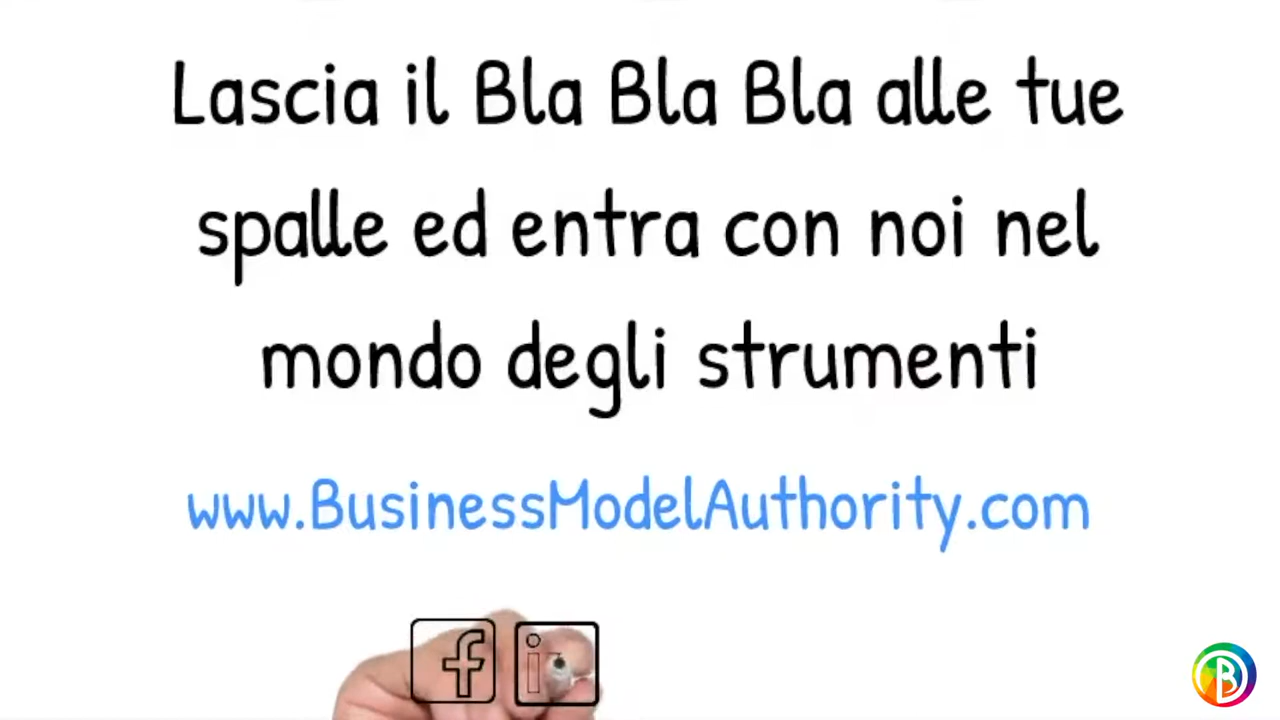 Lascia il Bla Bla Bla alle tue
spalle ed entra con noi nel
mondo degli strumenti
www.BusinessModelAuthority.com
f in
B